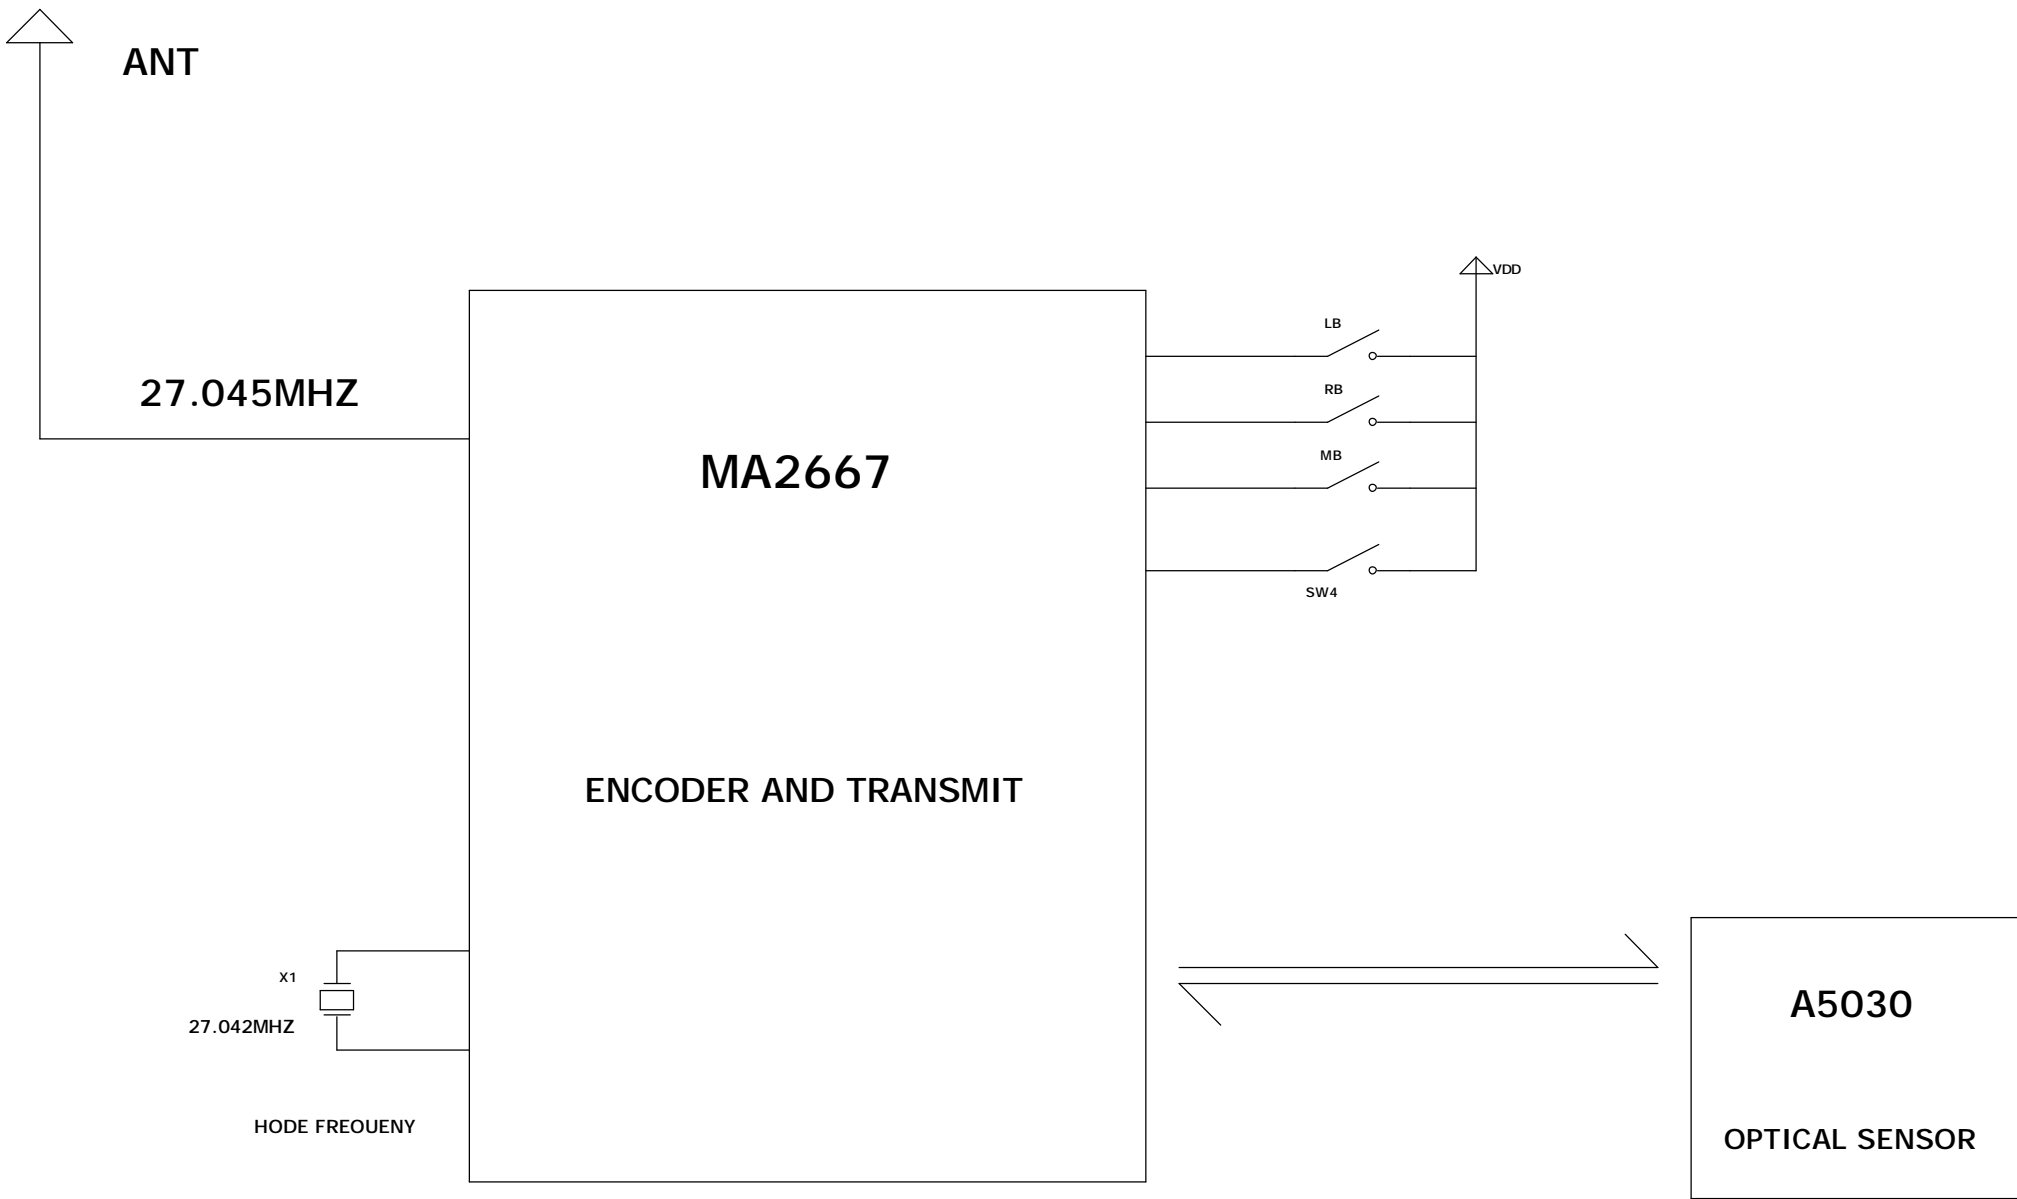 ANT
VDD
LB
27.045MHZ
RB
MB
MA2667
SW4
ENCODER AND TRANSMIT
X1
27.042MHZ
A5030
HODE FREOUENY
OPTICAL SENSOR